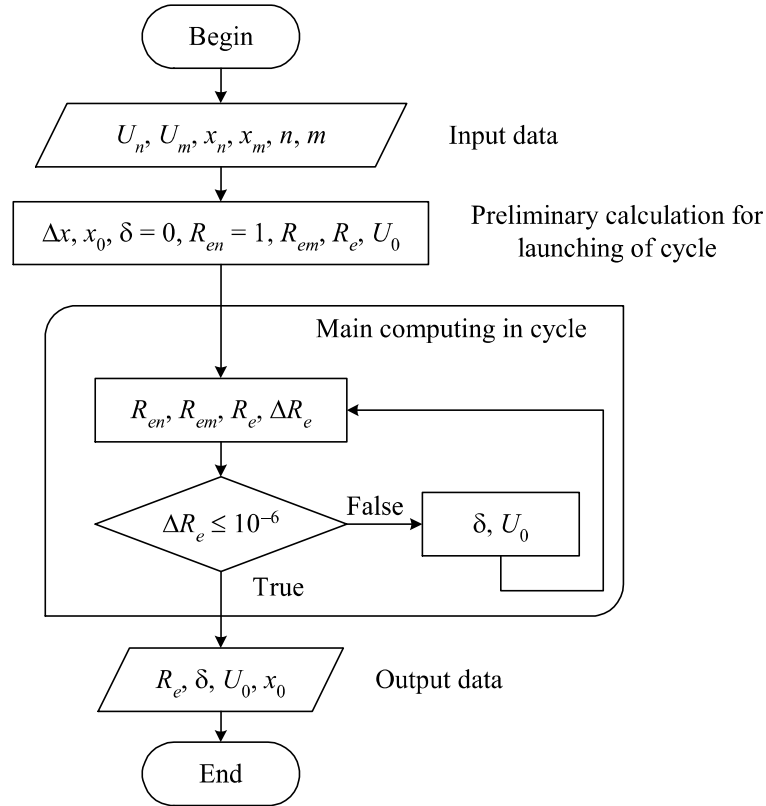 Begin
Uₙ, Uₘ, xₙ, xₘ, n, m
Input data
Δx, x₀, δ = 0, Rₑₙ = 1, Rₑₘ, Rₑ, U₀
Preliminary calculation for
launching of cycle
Main computing in cycle
Rₑₙ, Rₑₘ, Rₑ, ΔRₑ
ΔRₑ ≤ 10⁻⁶
False
δ, U₀
True
Rₑ, δ, U₀, x₀
Output data
End